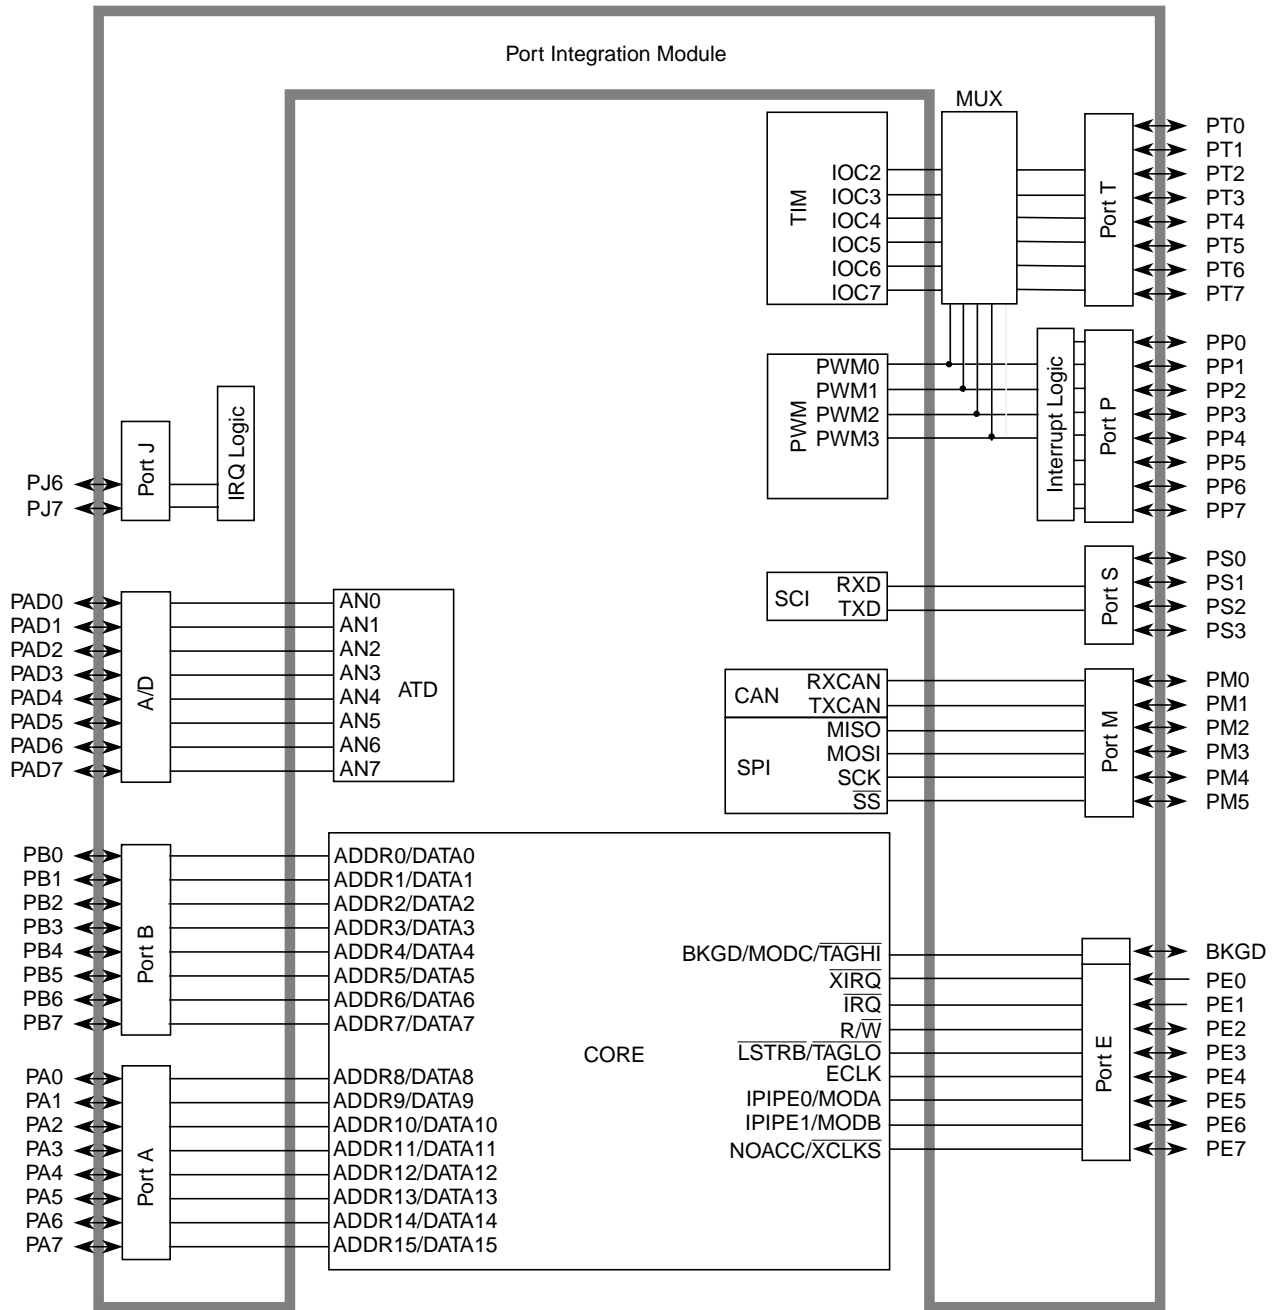 Port Integration Module
MUX
TIM
IOC2
IOC3
IOC4
IOC5
IOC6
IOC7
Port T
PT0
PT1
PT2
PT3
PT4
PT5
PT6
PT7
PWM
PWM0
PWM1
PWM2
PWM3
Interrupt Logic
Port P
PP0
PP1
PP2
PP3
PP4
PP5
PP6
PP7
PJ6
PJ7
Port J
IRQ Logic
SCI
RXD
TXD
Port S
PS0
PS1
PS2
PS3
PAD0
PAD1
PAD2
PAD3
PAD4
PAD5
PAD6
PAD7
A/D
AN0
AN1
AN2
AN3
AN4
AN5
AN6
AN7
ATD
CAN
RXCAN
TXCAN
SPI
MISO
MOSI
SCK
SS
Port M
PM0
PM1
PM2
PM3
PM4
PM5
PB0
PB1
PB2
PB3
PB4
PB5
PB6
PB7
Port B
ADDR0/DATA0
ADDR1/DATA1
ADDR2/DATA2
ADDR3/DATA3
ADDR4/DATA4
ADDR5/DATA5
ADDR6/DATA6
ADDR7/DATA7
PA0
PA1
PA2
PA3
PA4
PA5
PA6
PA7
Port A
ADDR8/DATA8
ADDR9/DATA9
ADDR10/DATA10
ADDR11/DATA11
ADDR12/DATA12
ADDR13/DATA13
ADDR14/DATA14
ADDR15/DATA15
CORE
BKGD/MODC/TAGHI
XIRQ
IRQ
R/W
LSTRB/TAGLO
ECLK
IPIPE0/MODA
IPIPE1/MODB
NOACC/XCLKS
Port E
BKGD
PE0
PE1
PE2
PE3
PE4
PE5
PE6
PE7